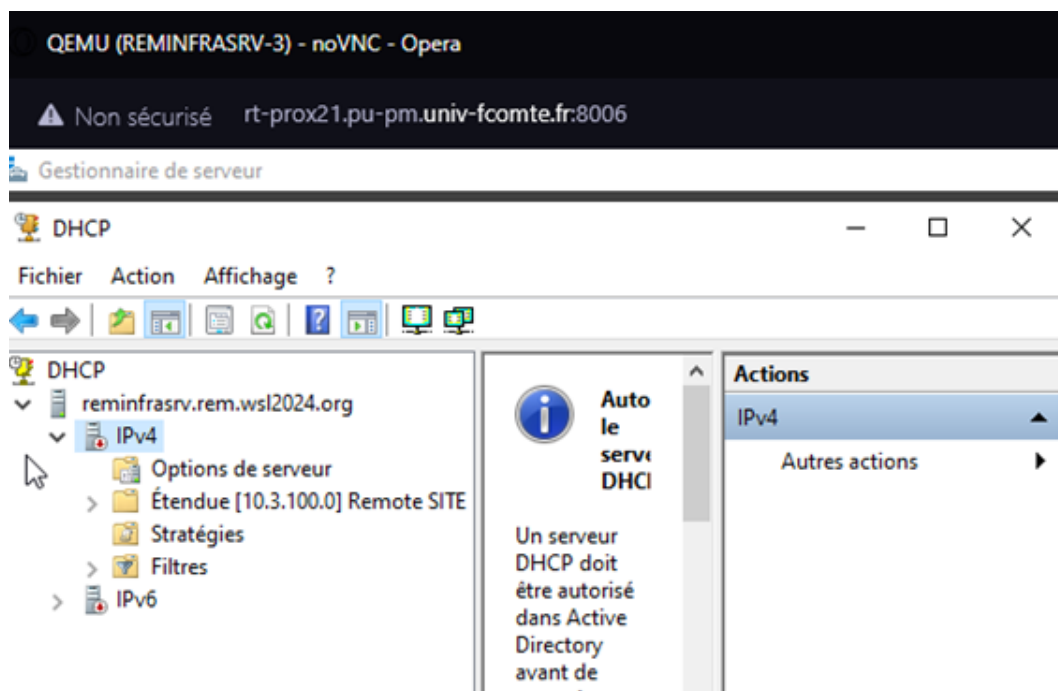 QEMU (REMINFRASRV-3) - noVNC - Opera
Non sécurisé rt-prox21.pu-pm.univ-fcomte.fr:8006
Gestionnaire de serveur
DHCP
Fichier Action Affichage ?
DHCP
reminfrasrv.rem.wsl2024.org
IPv4
Options de serveur
Étendue [10.3.100.0] Remote SITE
Stratégies
Filtres
IPv6
Auto
le
serve
DHCI
Un serveur
DHCP doit
être autorisé
dans Active
Directory
avant de
Actions
IPv4
Autres actions